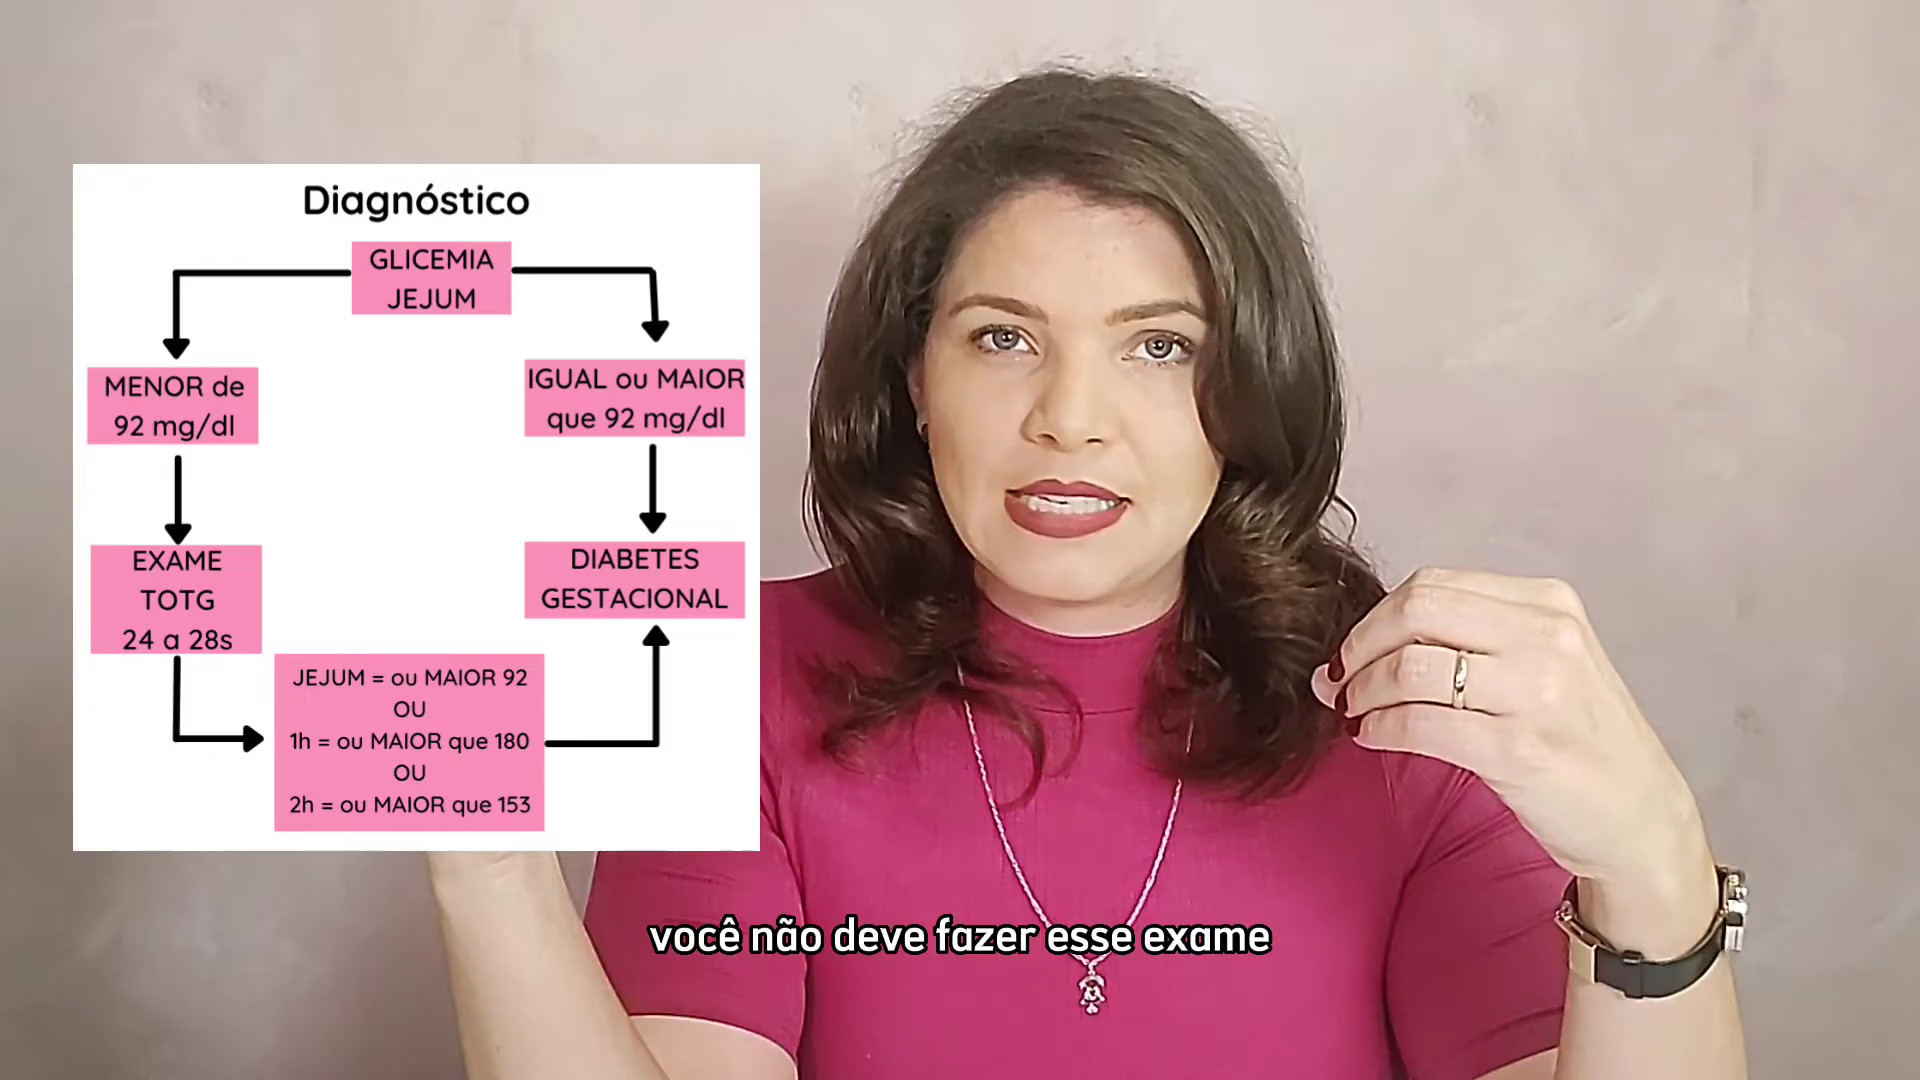 Diagnóstico
GLICEMIA
JEJUM
MENOR de
92 mg/dl
IGUAL ou MAIOR
que 92 mg/dl
EXAME
TOTG
24 a 28s
DIABETES
GESTACIONAL
JEJUM = ou MAIOR 92
OU
1h = ou MAIOR que 180
OU
2h = ou MAIOR que 153
você não deve fazer esse exame